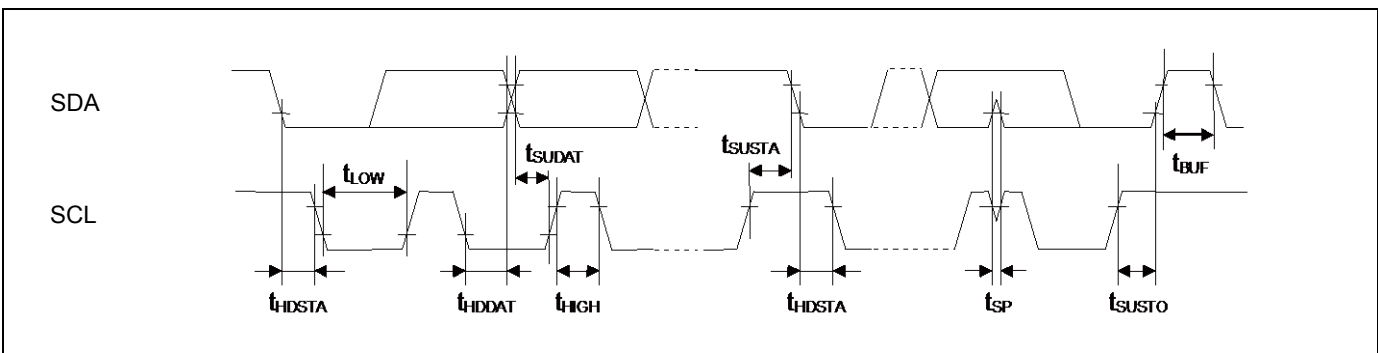 SDA
tSUDAT
tSUSTA
tBUF
tLOW
SCL
tHDSTA
tHDDAT
tHIGH
tHDSTA
tSP
tSUSTO